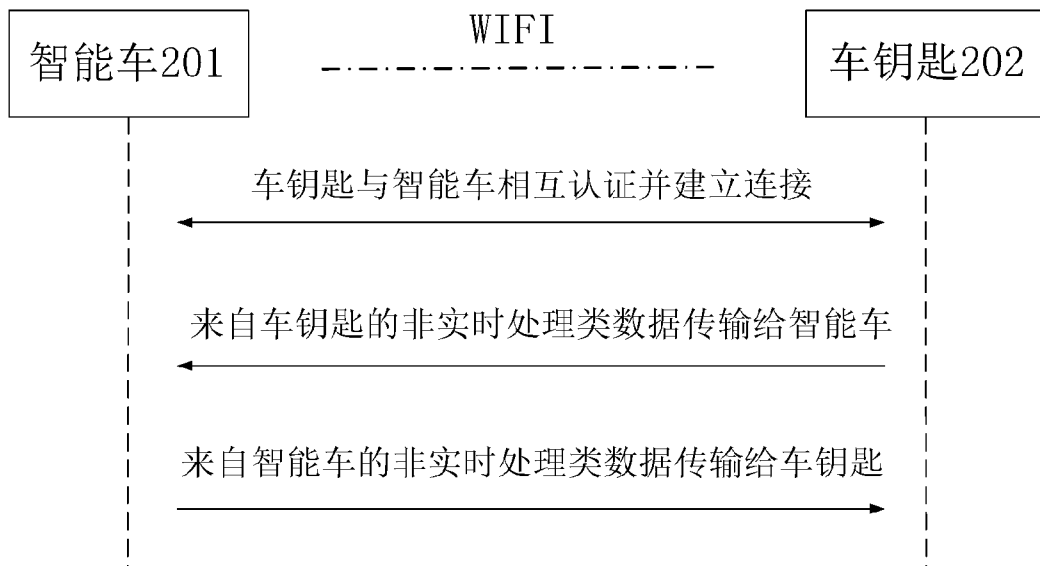 智能车201
WIFI
车钥匙202
车钥匙与智能车相互认证并建立连接
来自车钥匙的非实时处理类数据传输给智能车
来自智能车的非实时处理类数据传输给车钥匙